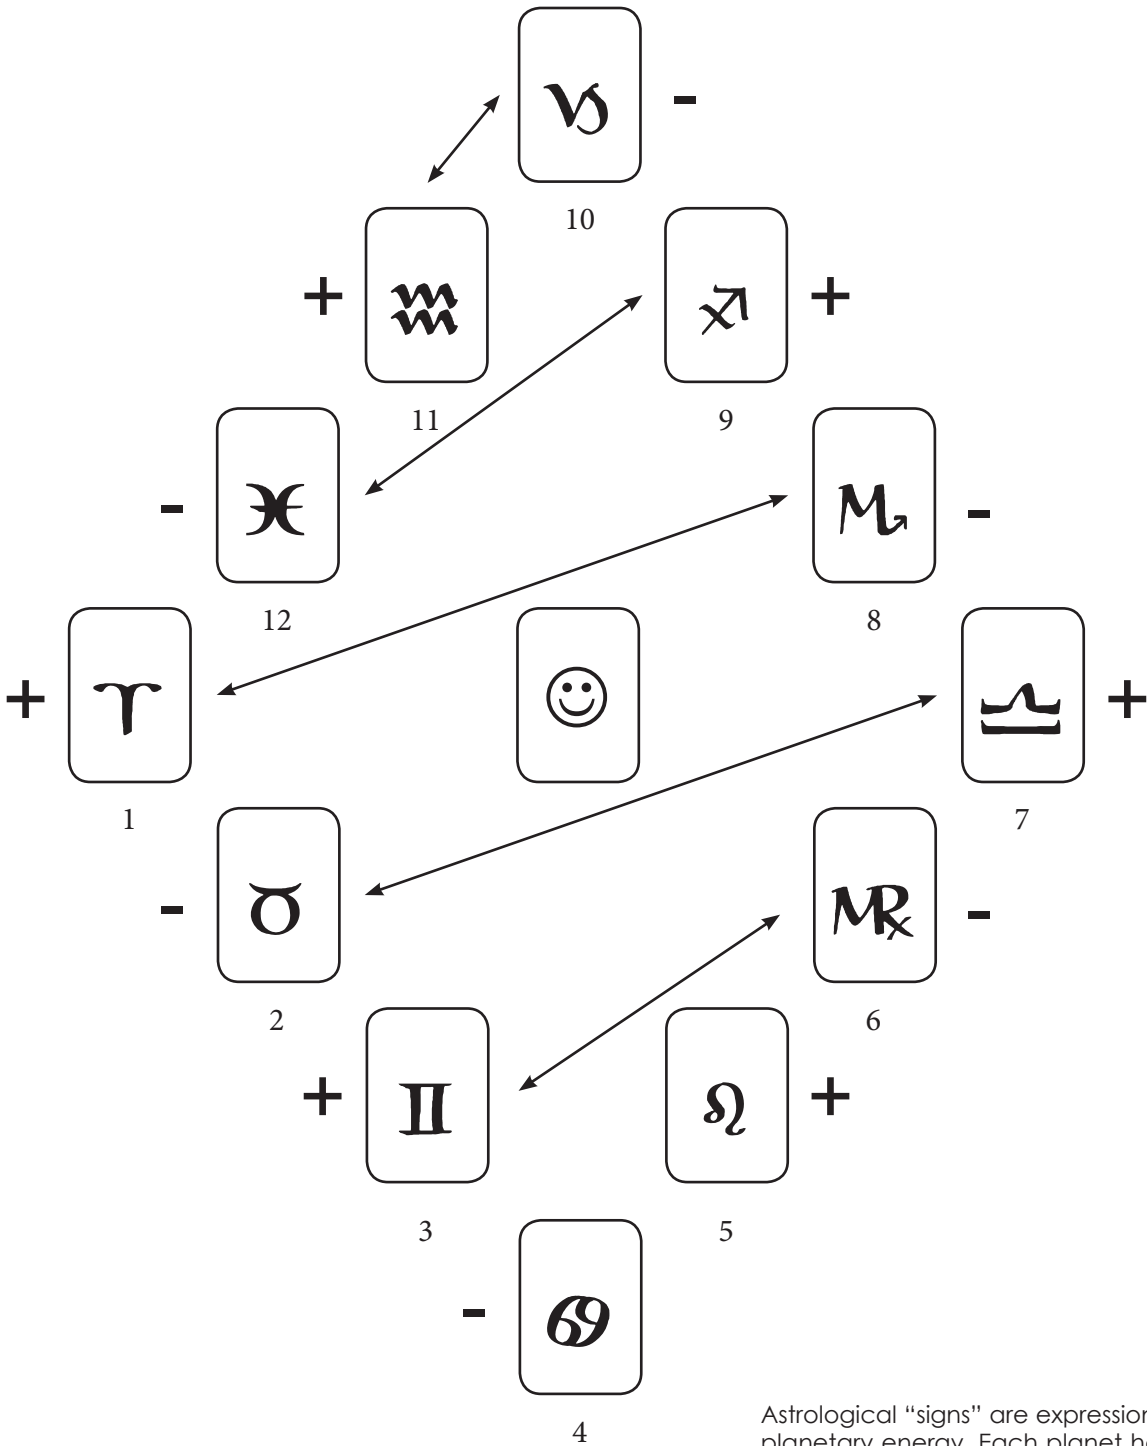 ♑ -
10
+ ♒ ♐ +
11 9
- ♓ ♏ -
12 8
+ ♈ ♎ +
1 7
- ♉ ♍ -
2 6
+ ♊ ♌ +
3 5
- ♋
4
Astrological “signs” are
planetary energy. Each planet